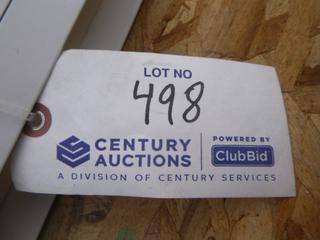 LOT NO
498
CENTURY AUCTIONS
POWERED BY
ClubBid
A DIVISION OF CENTURY SERVICES